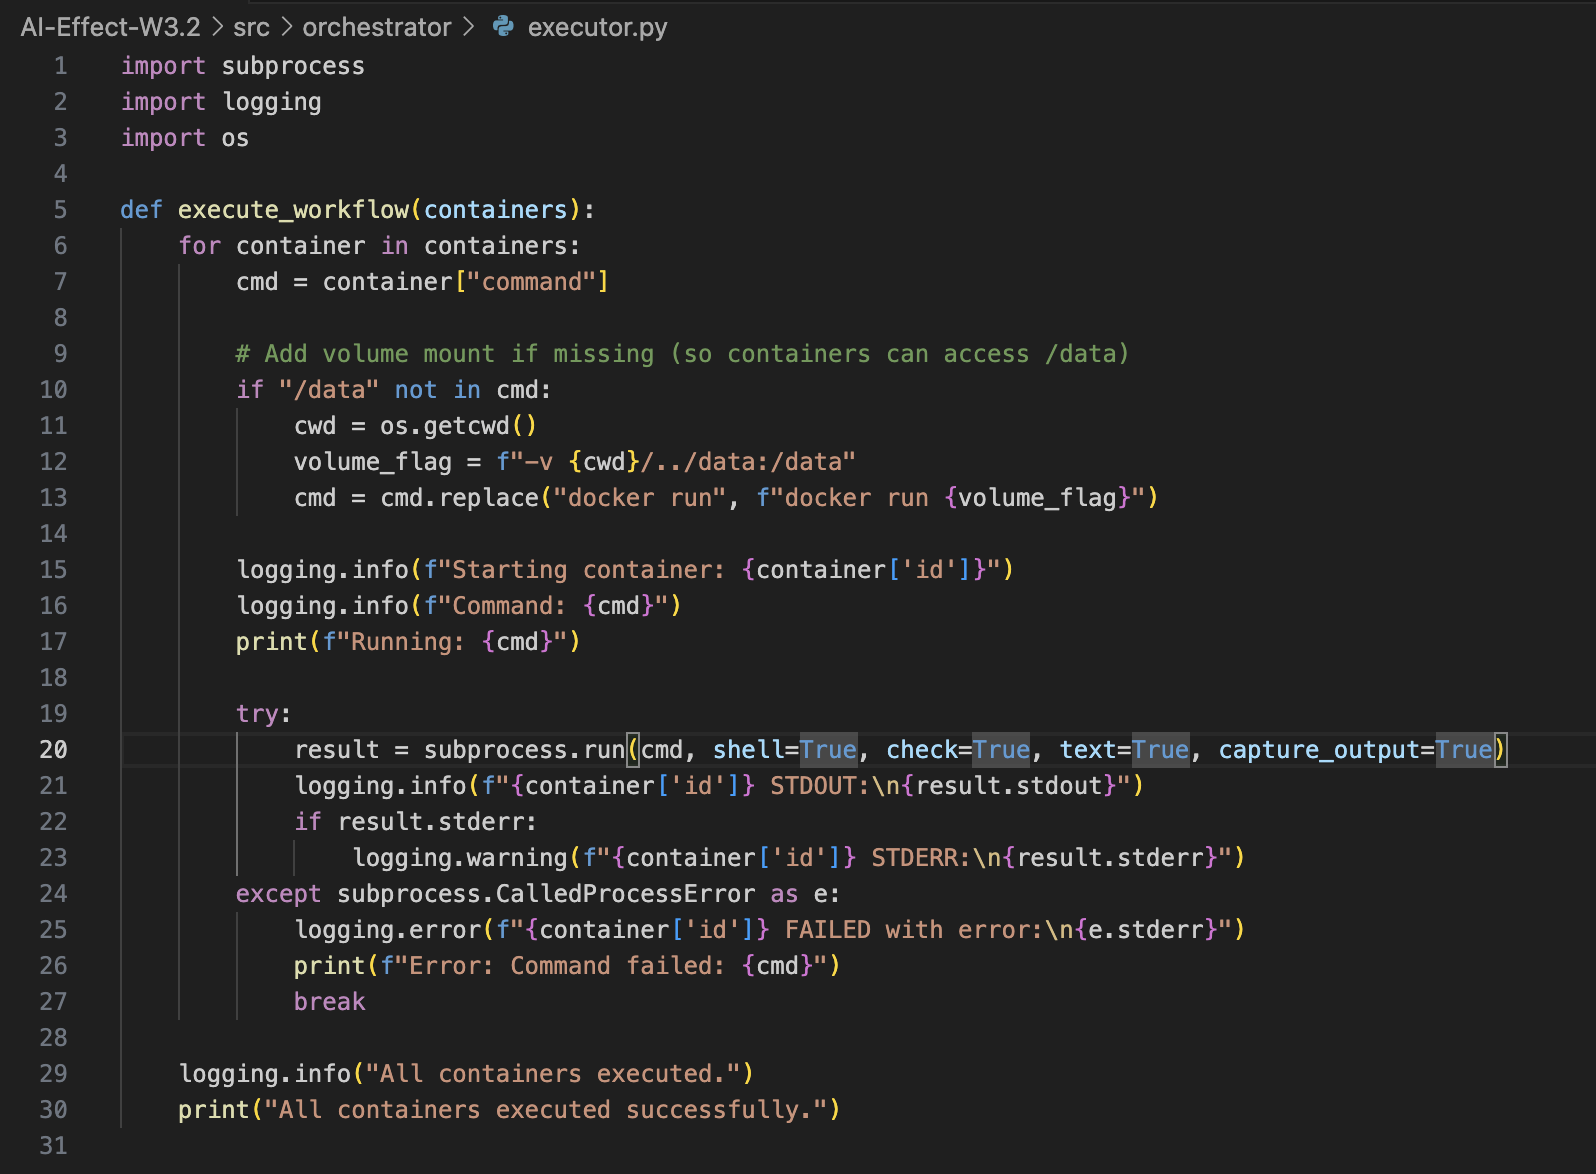 AI-Effect-W3.2 > src > orchestrator > executor.py
1 import subprocess
2 import logging
3 import os
4
5 def execute_workflow(containers):
6     for container in containers:
7         cmd = container["command"]
8
9         # Add volume mount if missing (so containers can access /data)
10         if "/data" not in cmd:
11             cwd = os.getcwd()
12             volume_flag = f"-v {cwd}/../data:/data"
13             cmd = cmd.replace("docker run", f"docker run {volume_flag}")
14
15         logging.info(f"Starting container: {container['id']}")
16         logging.info(f"Command: {cmd}")
17         print(f"Running: {cmd}")
18
19         try:
20             result = subprocess.run(cmd, shell=True, check=True, text=True, capture_output=True)
21             logging.info(f"{container['id']} STDOUT:\n{result.stdout}")
22             if result.stderr:
23                 logging.warning(f"{container['id']} STDERR:\n{result.stderr}")
24         except subprocess.CalledProcessError as e:
25             logging.error(f"{container['id']} FAILED with error:\n{e.stderr}")
26             print(f"Error: Command failed: {cmd}")
27             break
28
29     logging.info("All containers executed.")
30     print("All containers executed successfully.")
31